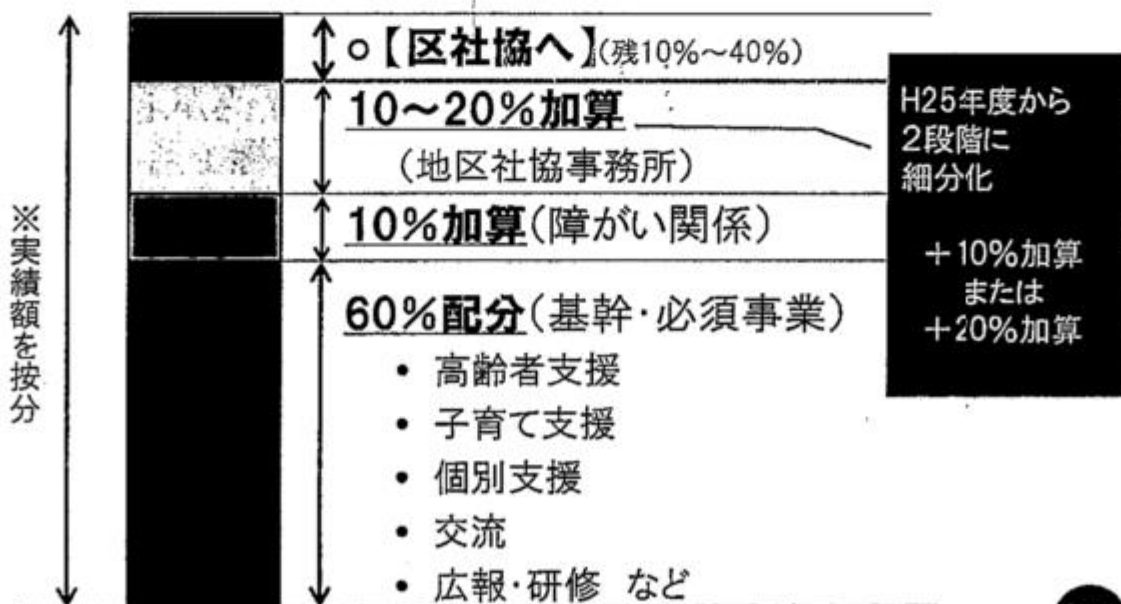 ○【区社協へ】(残10%～40%)
10～20%加算
(地区社協事務所)
10%加算(障がい関係)
60%配分(基幹・必須事業)
• 高齢者支援
• 子育て支援
• 個別支援
• 交流
• 広報・研修 など
※実績額を按分
H25年度から
2段階に
細分化
＋10%加算
または
＋20%加算